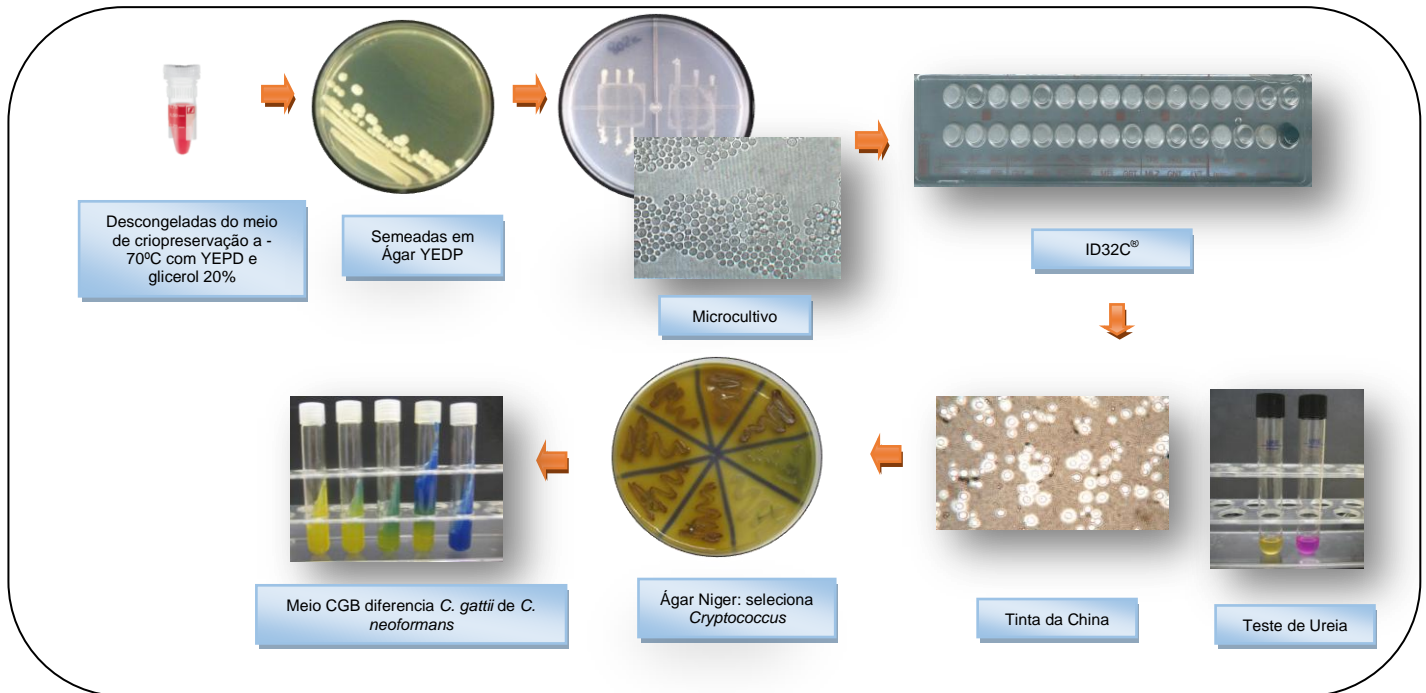 Descongeladas do meio
de criopreservação a -
70ºC com YEPD e
glicerol 20%
Semeadas em
Ágar YEDP
Microcultivo
ID32C®
Tinta da China
Teste de Ureia
Ágar Niger: seleciona
Cryptococcus
Meio CGB diferencia C. gattii de C.
neoformans